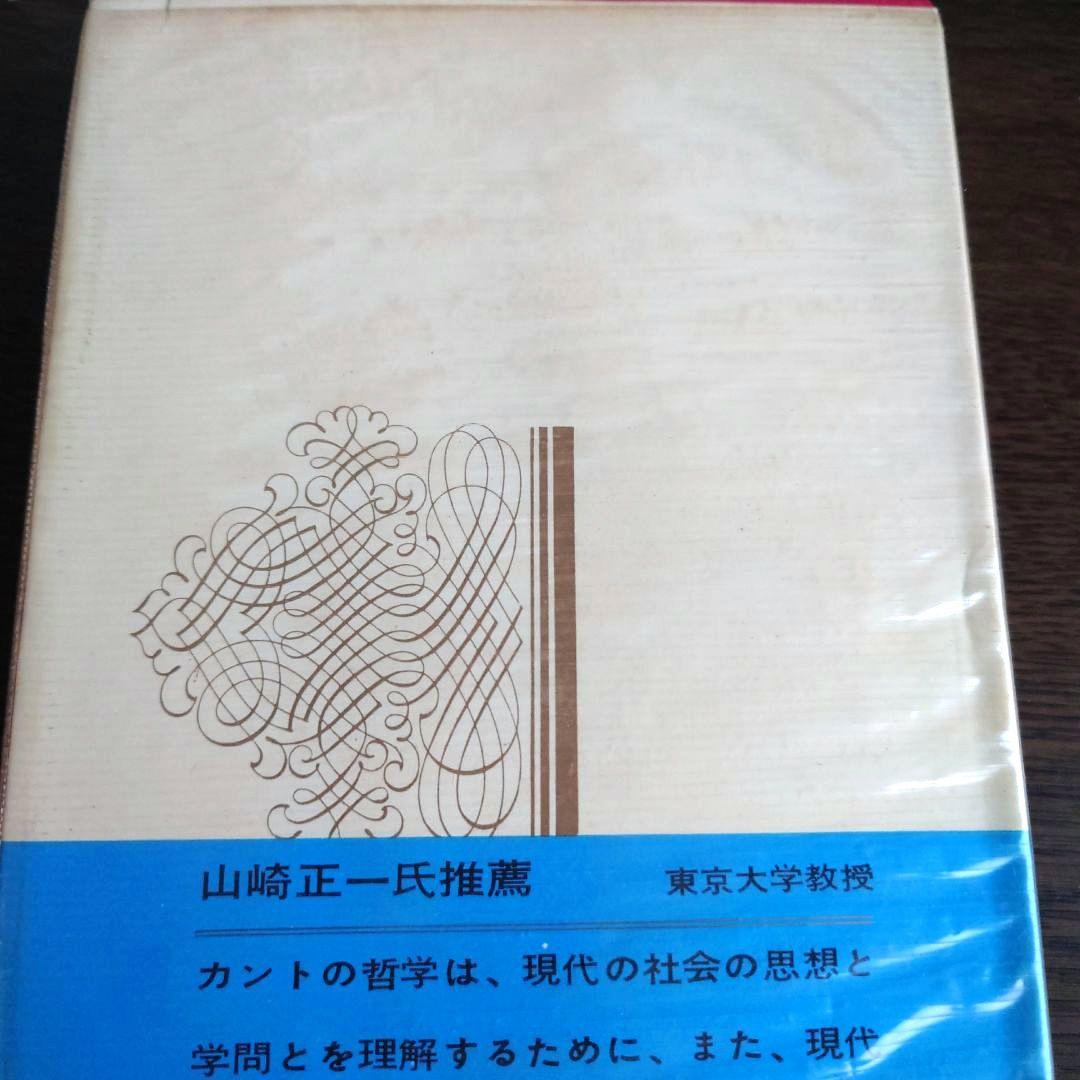 山崎正一氏推薦 東京大学教授
カントの哲学は、現代の社会の思想と
学問とを理解するために、また、現代